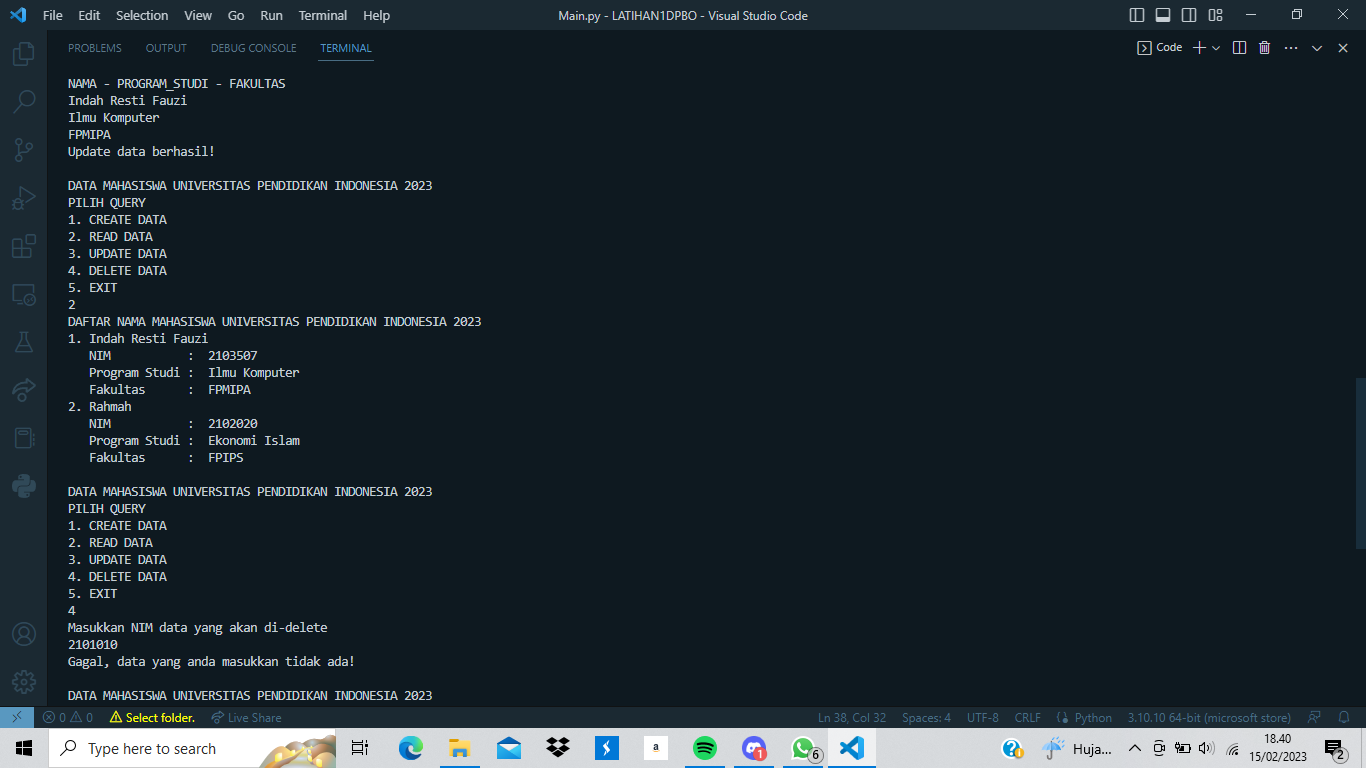 File Edit Selection View Go Run Terminal Help Main.py - LATIHAN1DPBO - Visual Studio Code
PROBLEMS OUTPUT DEBUG CONSOLE TERMINAL Code
NAMA - PROGRAM_STUDI - FAKULTAS
Indah Resti Fauzi
Ilmu Komputer
FPMIPA
Update data berhasil!
DATA MAHASISWA UNIVERSITAS PENDIDIKAN INDONESIA 2023
PILIH QUERY
1. CREATE DATA
2. READ DATA
3. UPDATE DATA
4. DELETE DATA
5. EXIT
2
DAFTAR NAMA MAHASISWA UNIVERSITAS PENDIDIKAN INDONESIA 2023
1. Indah Resti Fauzi
NIM : 2103507
Program Studi : Ilmu Komputer
Fakultas : FPMIPA
2. Rahmah
NIM : 2102020
Program Studi : Ekonomi Islam
Fakultas : FPIPS
DATA MAHASISWA UNIVERSITAS PENDIDIKAN INDONESIA 2023
PILIH QUERY
1. CREATE DATA
2. READ DATA
3. UPDATE DATA
4. DELETE DATA
5. EXIT
4
Masukkan NIM data yang akan di-delete
2101010
Gagal, data yang anda masukkan tidak ada!
DATA MAHASISWA UNIVERSITAS PENDIDIKAN INDONESIA 2023
0 0 Select folder. Live Share Ln 38, Col 32 Spaces: 4 UTF-8 CRLF Python 3.10.10 64-bit (microsoft store)
Type here to search a 1 6 Huja... 18.40 2
15/02/2023